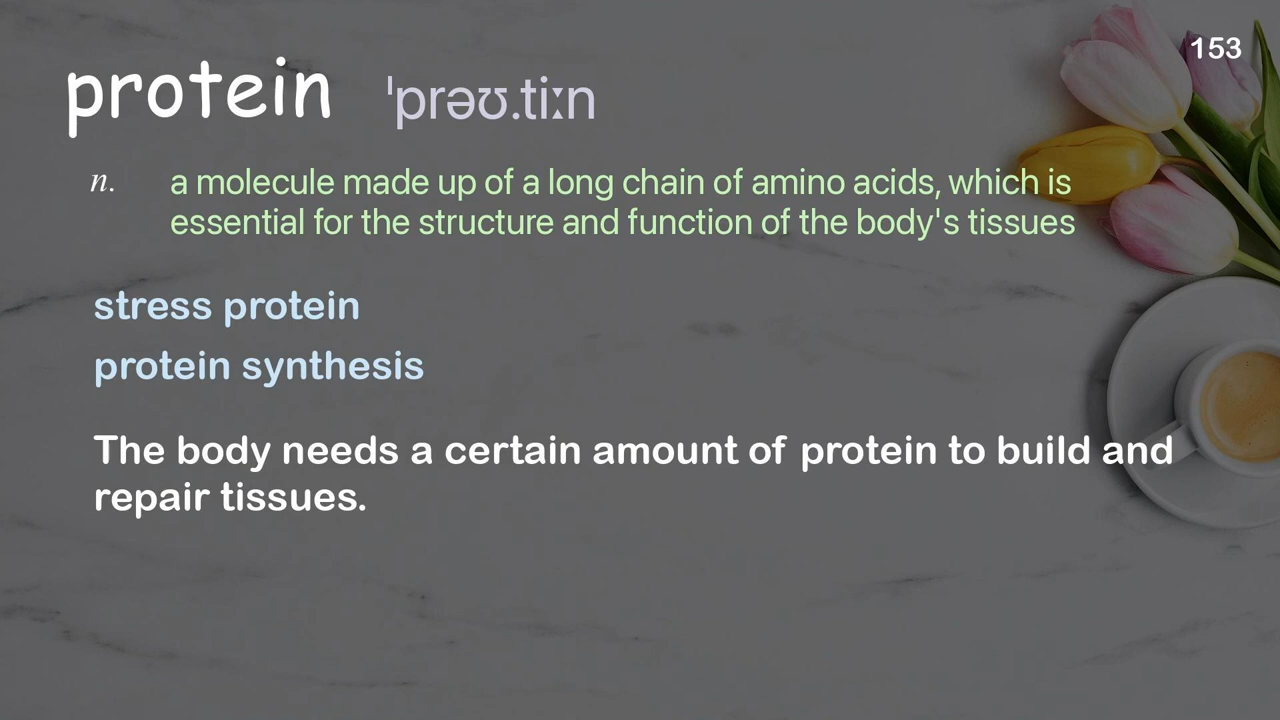 153
protein ˈprəʊ.tiːn
n. a molecule made up of a long chain of amino acids, which is
essential for the structure and function of the body's tissues
stress protein
protein synthesis
The body needs a certain amount of protein to build and
repair tissues.